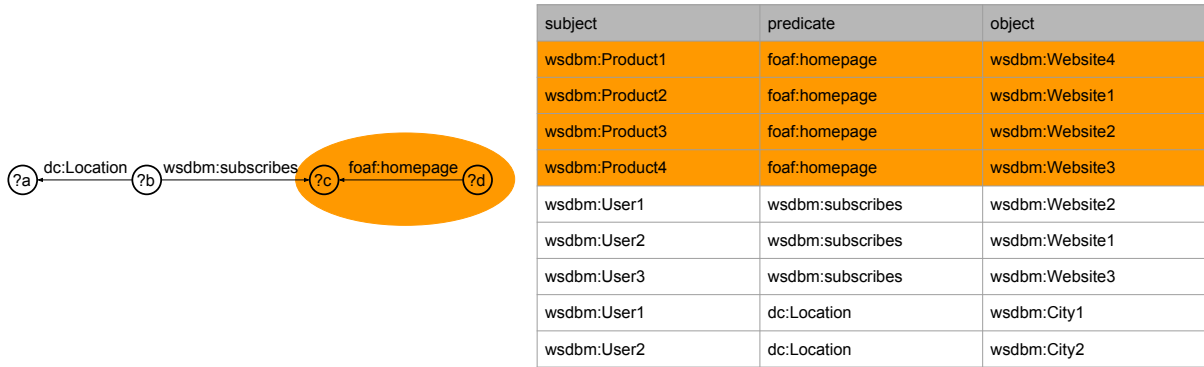 dc:Location wsdbm:subscribes foaf:homepage
?a ?b ?c ?d
subject predicate object
wsdbm:Product1 foaf:homepage wsdbm:Website4
wsdbm:Product2 foaf:homepage wsdbm:Website1
wsdbm:Product3 foaf:homepage wsdbm:Website2
wsdbm:Product4 foaf:homepage wsdbm:Website3
wsdbm:User1 wsdbm:subscribes wsdbm:Website2
wsdbm:User2 wsdbm:subscribes wsdbm:Website1
wsdbm:User3 wsdbm:subscribes wsdbm:Website3
wsdbm:User1 dc:Location wsdbm:City1
wsdbm:User2 dc:Location wsdbm:City2